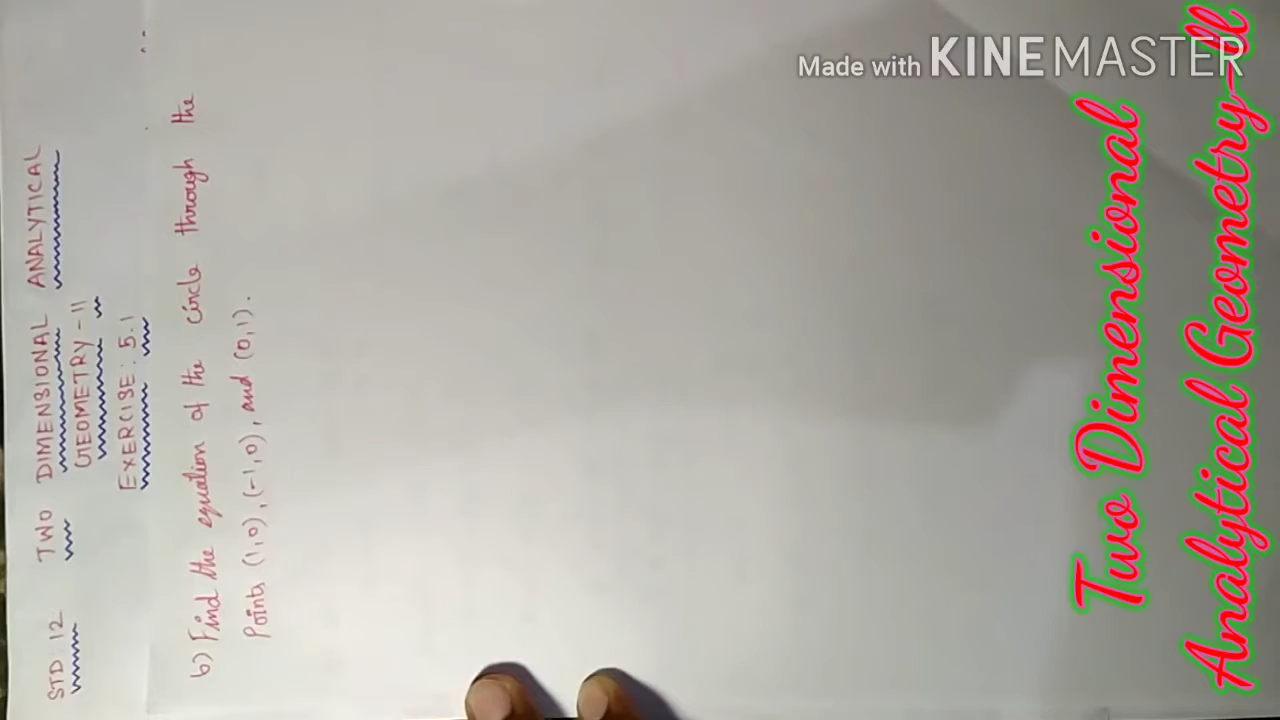 STD: 12 TWO DIMENSIONAL ANALYTICAL
GEOMETRY-II
EXERCISE: 5.1
6) Find the equation of the circle through the
Points (1,0), (-1,0), and (0,1).
Two Dimensional
Analytical Geometry-II
Made with KINEMASTER